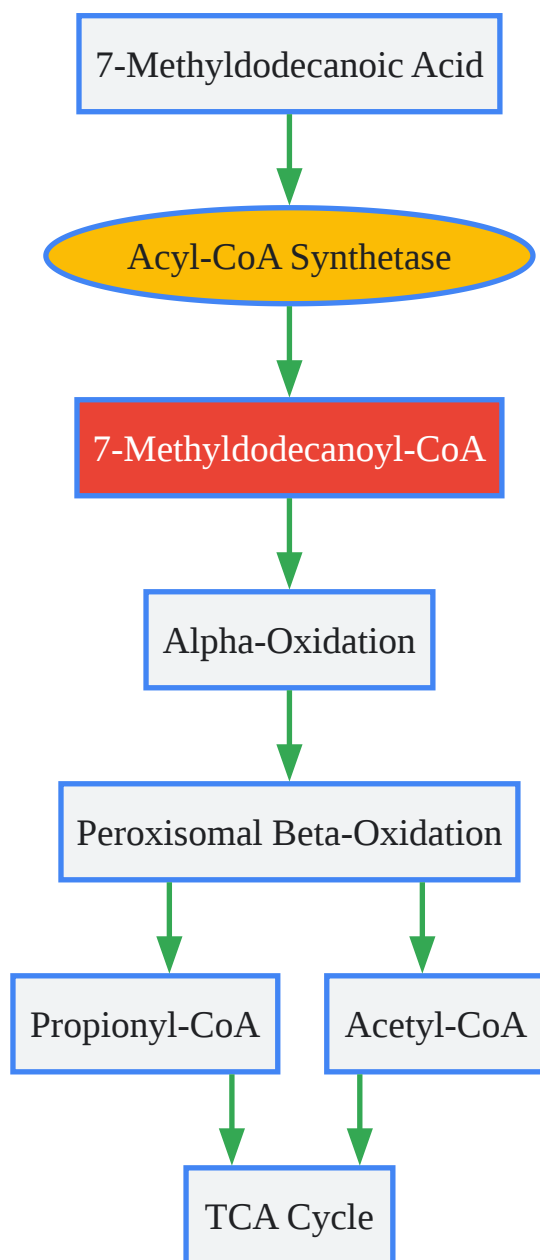 7-Methyldodecanoic Acid
Acyl-CoA Synthetase
7-Methyldodecanoyl-CoA
Alpha-Oxidation
Peroxisomal Beta-Oxidation
Propionyl-CoA
Acetyl-CoA
TCA Cycle